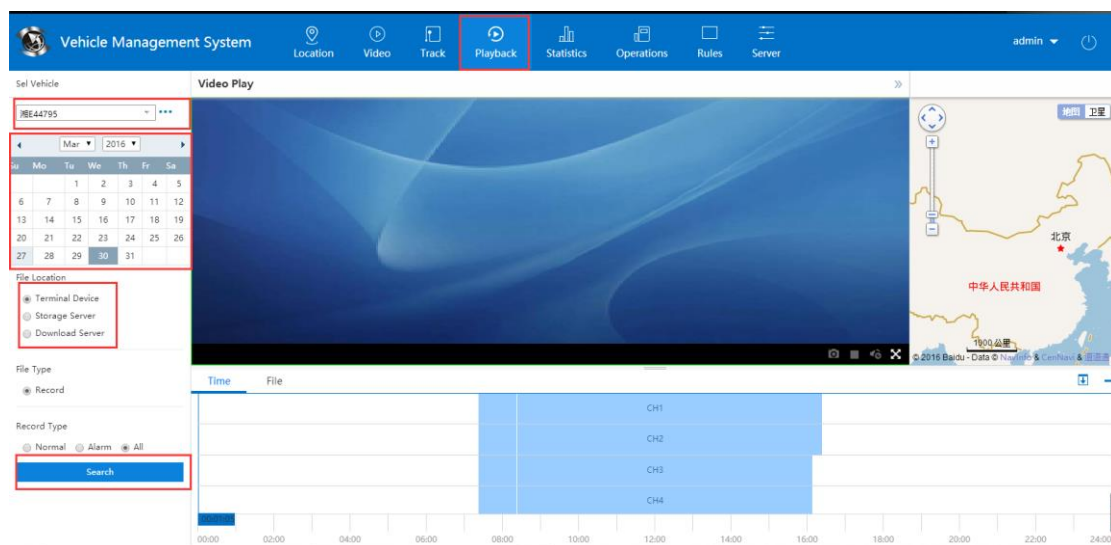 Vehicle Management System
Location
Video
Track
Playback
Statistics
Operations
Rules
Server
admin
Sel Vehicle
湘E44795
Mar 2016
Su Mo Tu We Th Fr Sa
1 2 3 4 5
6 7 8 9 10 11 12
13 14 15 16 17 18 19
20 21 22 23 24 25 26
27 28 29 30 31
File Location
Terminal Device
Storage Server
Download Server
File Type
Record
Record Type
Normal Alarm All
Search
Video Play
地图 卫星
北京
中华人民共和国
1000 公里
© 2016 Baidu - Data © NavInfo & CenNavi &
Time File
CH1
CH2
CH3
CH4
00:01:05
00:00 02:00 04:00 06:00 08:00 10:00 12:00 14:00 16:00 18:00 20:00 22:00 24:00